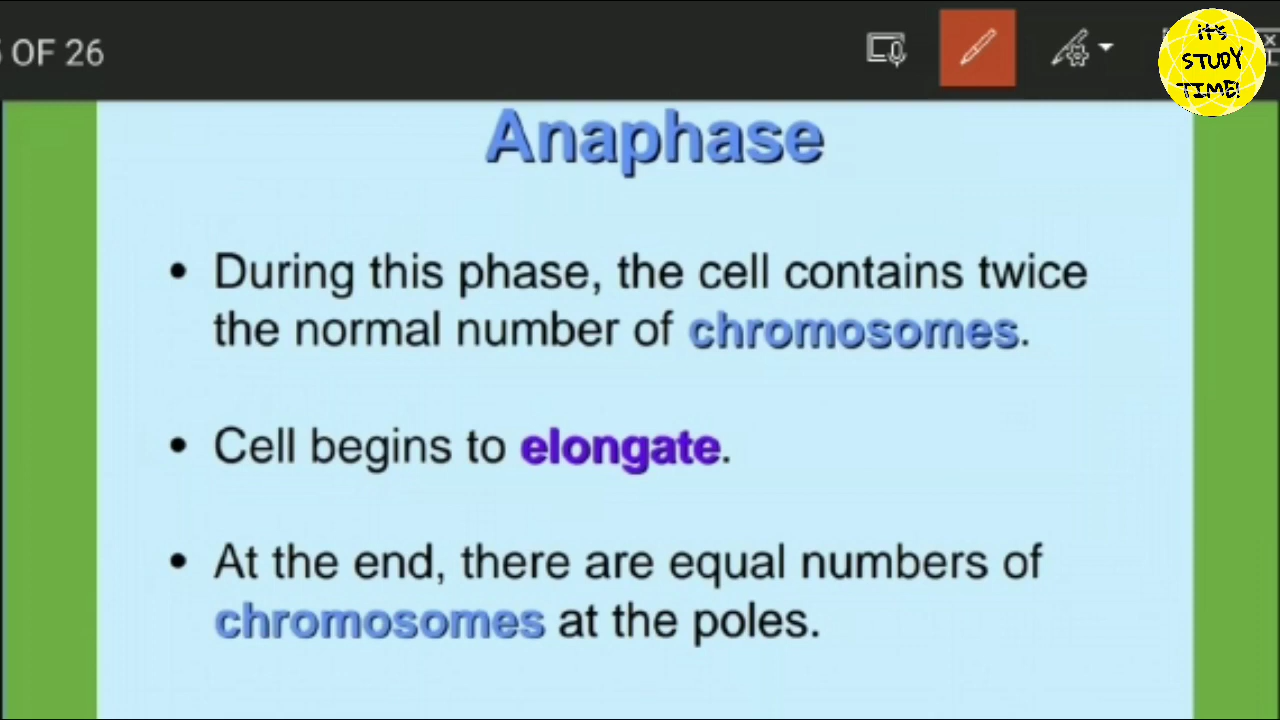 OF 26
it's
STUDY
TIME!
Anaphase
• During this phase, the cell contains twice
the normal number of chromosomes.
• Cell begins to elongate.
• At the end, there are equal numbers of
chromosomes at the poles.